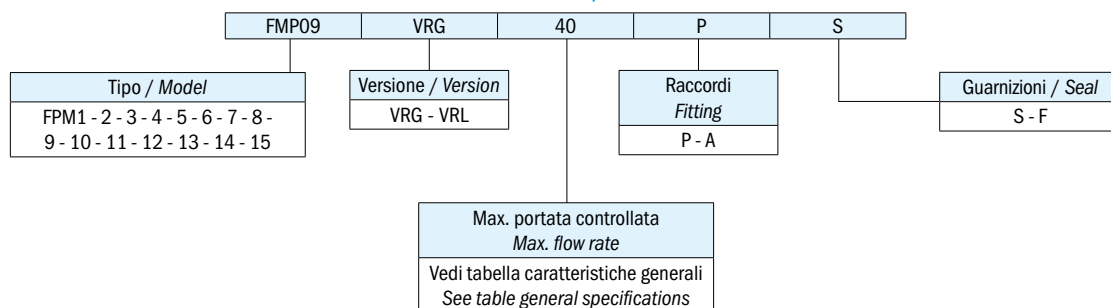 FMP09 VRG 40 P S
Tipo / Model
FPM1 - 2 - 3 - 4 - 5 - 6 - 7 - 8 -
9 - 10 - 11 - 12 - 13 - 14 - 15
Versione / Version
VRG - VRL
Raccordi
Fitting
P - A
Guarnizioni / Seal
S - F
Max. portata controllata
Max. flow rate
Vedi tabella caratteristiche generali
See table general specifications